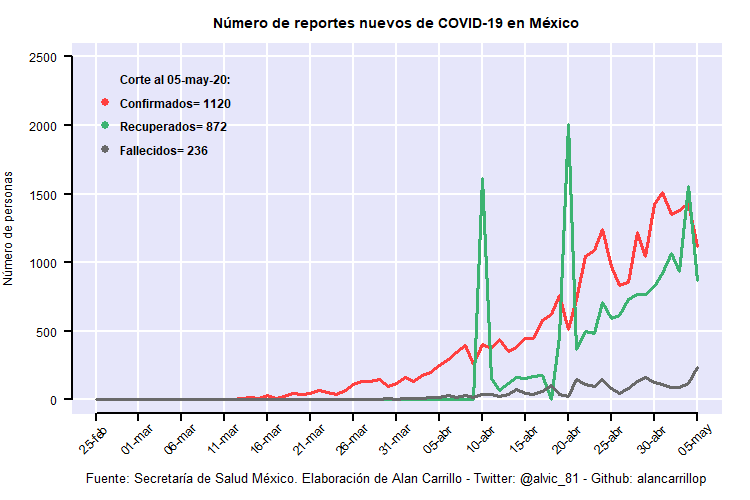 Número de reportes nuevos de COVID-19 en México
Número de personas
2500
2000
1500
1000
500
0
Corte al 05-may-20:
Confirmados= 1120
Recuperados= 872
Fallecidos= 236
25-feb
01-mar
06-mar
11-mar
16-mar
21-mar
26-mar
31-mar
05-abr
10-abr
15-abr
20-abr
25-abr
30-abr
05-may
Fuente: Secretaría de Salud México. Elaboración de Alan Carrillo - Twitter: @alvic_81 - Github: alancarrillop